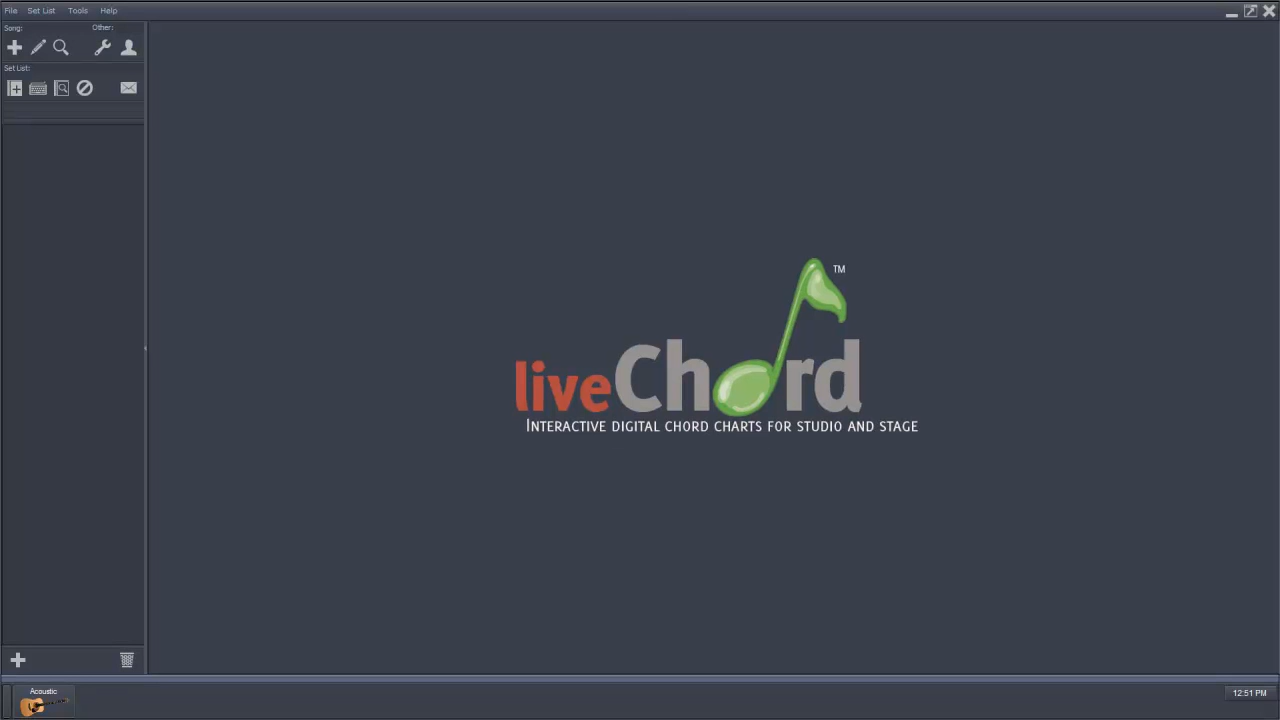 File Set List Tools Help
Song: Other:
Set List:
TM
liveChord
Interactive digital chord charts for studio and stage
Acoustic
12:51 PM